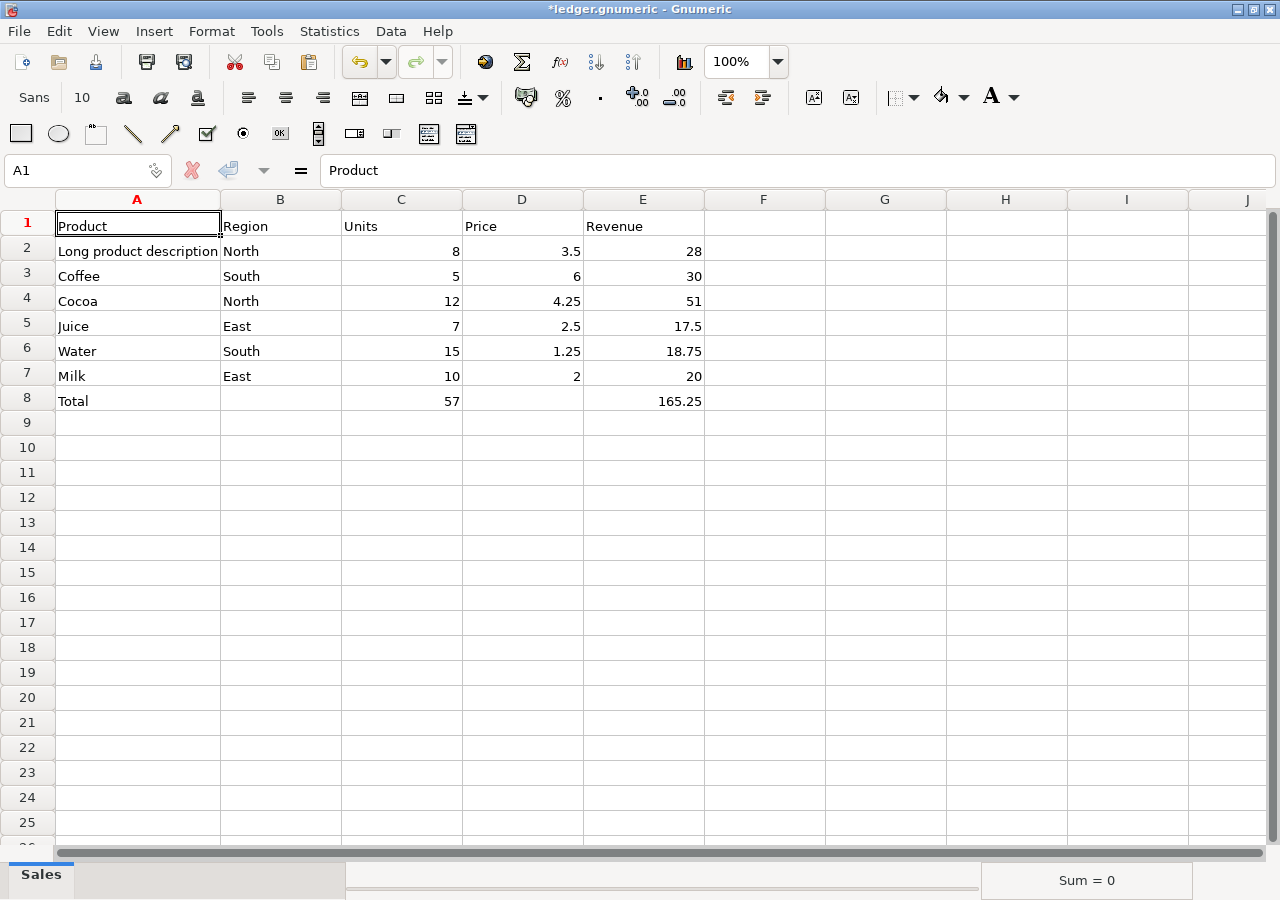 *ledger.gnumeric - Gnumeric
File Edit View Insert Format Tools Statistics Data Help
f(x) 100%
Sans 10 a a a A A A
OK
A1 Product
A B C D E F G H I J
1 Product Region Units Price Revenue
2 Long product description North 8 3.5 28
3 Coffee South 5 6 30
4 Cocoa North 12 4.25 51
5 Juice East 7 2.5 17.5
6 Water South 15 1.25 18.75
7 Milk East 10 2 20
8 Total 57 165.25
9
10
11
12
13
14
15
16
17
18
19
20
21
22
23
24
25
Sales Sum = 0